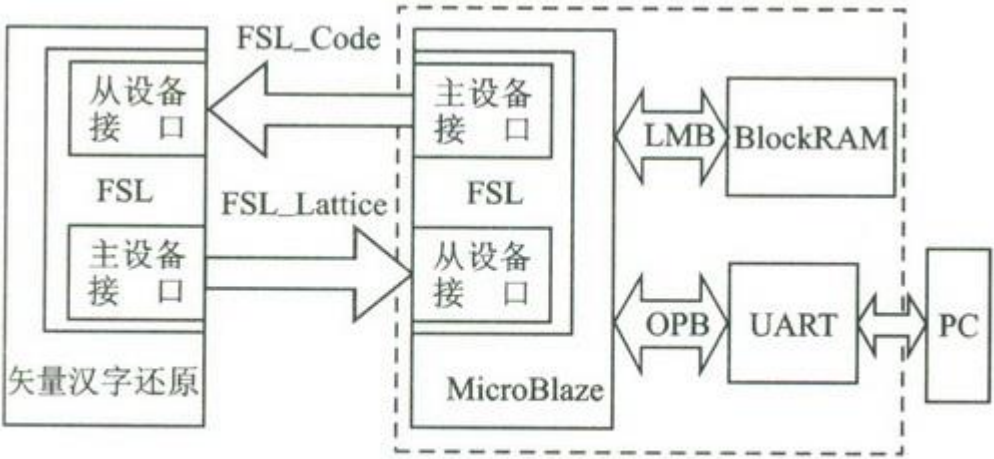 FSL_Code
从设备
接 口
FSL
主设备
接 口
矢量汉字还原
FSL_Lattice
主设备
接 口
FSL
从设备
接 口
MicroBlaze
LMB
BlockRAM
OPB
UART
PC